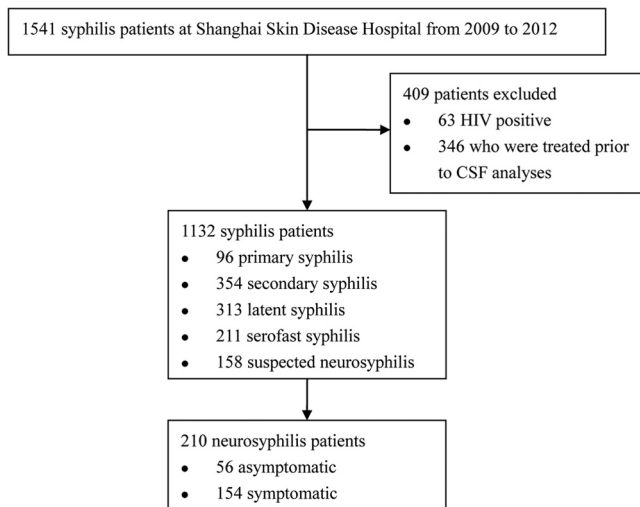 1541 syphilis patients at Shanghai Skin Disease Hospital from 2009 to 2012
409 patients excluded
• 63 HIV positive
• 346 who were treated prior
to CSF analyses
1132 syphilis patients
• 96 primary syphilis
• 354 secondary syphilis
• 313 latent syphilis
• 211 serofast syphilis
• 158 suspected neurosyphilis
210 neurosyphilis patients
• 56 asymptomatic
• 154 symptomatic